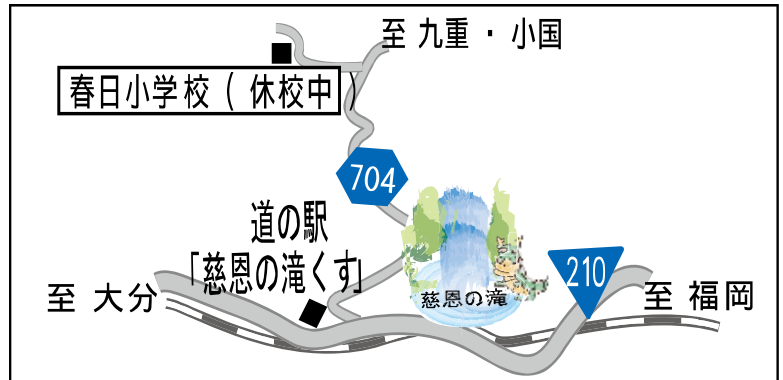 至 九重 ・ 小国
春日小学校 ( 休校中 )
704
道の駅
「慈恩の滝くす」
慈恩の滝
210
至 大分
至 福岡